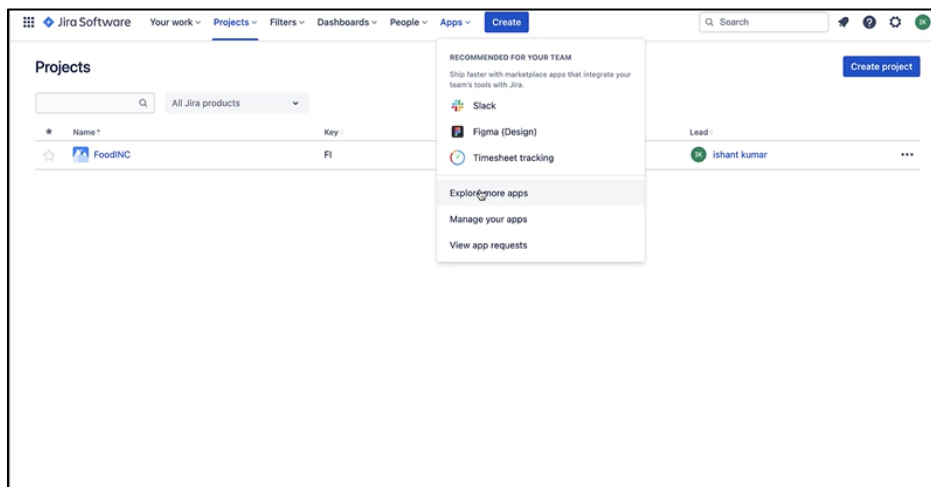 Jira Software Your work Projects Filters Dashboards People Apps Create Search IK
Projects
Create project
RECOMMENDED FOR YOUR TEAM
Ship faster with marketplace apps that integrate your
team's tools with Jira.
Slack
Figma (Design)
Timesheet tracking
Explore more apps
Manage your apps
View app requests
All Jira products
Name Key Lead
FoodINC FI IK ishant kumar